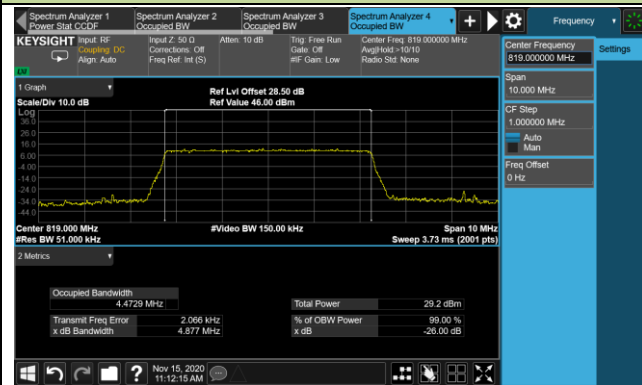 Spectrum Analyzer 1
Power Stat CCDF
Spectrum Analyzer 2
Occupied BW
Spectrum Analyzer 3
Occupied BW
Spectrum Analyzer 4
Occupied BW
Frequency
KEYSIGHT
Input: RF
Coupling: DC
Align: Auto
Input Z: 50 Ω
Corrections: Off
Freq Ref: Int (S)
Atten: 10 dB
Trig: Free Run
Gate: Off
#IF Gain: Low
Center Freq: 819.000000 MHz
Avg|Hold:>10/10
Radio Std: None
Center Frequency
819.000000 MHz
Settings
Span
10.000 MHz
CF Step
1.000000 MHz
Auto
Man
Freq Offset
0 Hz
1 Graph
Scale/Div 10.0 dB
Ref Lvl Offset 28.50 dB
Ref Value 46.00 dBm
Log
36.0
26.0
16.0
6.00
-4.00
-14.0
-24.0
-34.0
-44.0
Center 819.000 MHz
#Res BW 51.000 kHz
#Video BW 150.00 kHz
Span 10 MHz
Sweep 3.73 ms (2001 pts)
2 Metrics
Occupied Bandwidth
4.4729 MHz
Total Power 29.2 dBm
Transmit Freq Error 2.066 kHz
% of OBW Power 99.00 %
x dB Bandwidth 4.877 MHz
x dB -26.00 dB
?
Nov 15, 2020
11:12:15 AM